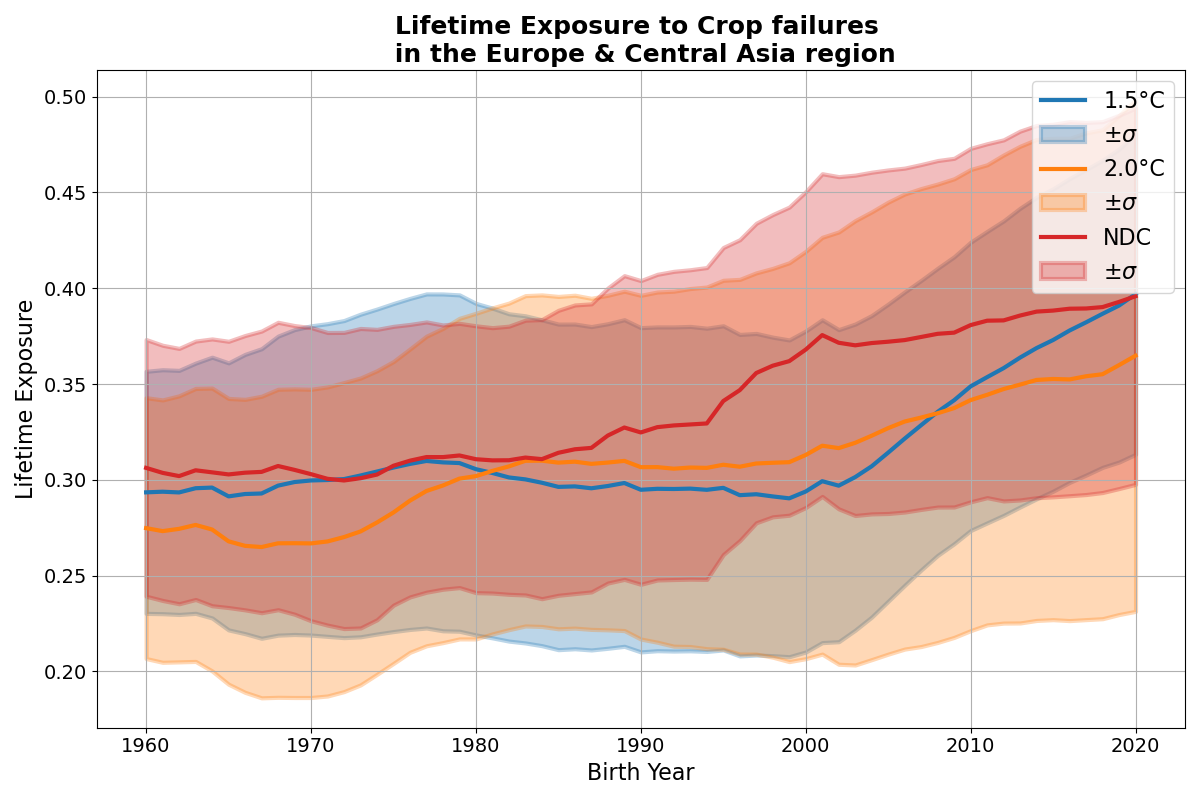 Lifetime Exposure to Crop failures
in the Europe & Central Asia region
Lifetime Exposure
0.50
0.45
0.40
0.35
0.30
0.25
0.20
1.5°C
±σ
2.0°C
±σ
NDC
±σ
1960
1970
1980
1990
2000
2010
2020
Birth Year